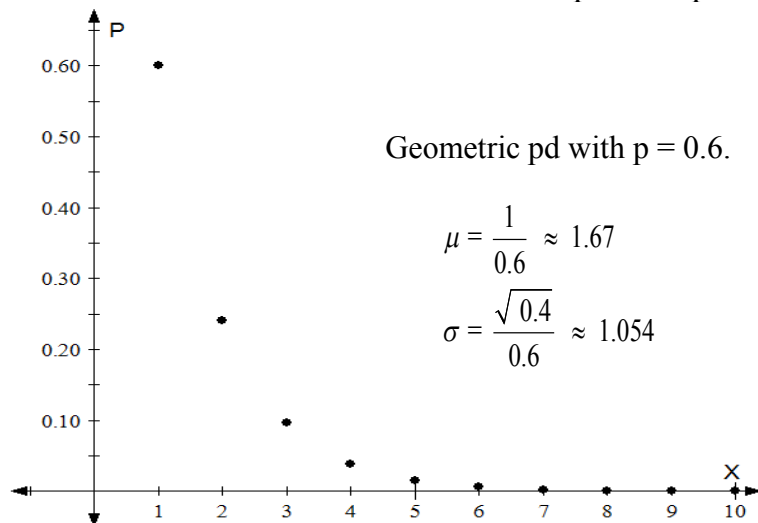 P
0.60
0.50
Geometric pd with p = 0.6.
0.40
μ = 1/0.6 ≈ 1.67
0.30
σ = √0.4/0.6 ≈ 1.054
0.20
0.10
X
1 2 3 4 5 6 7 8 9 10